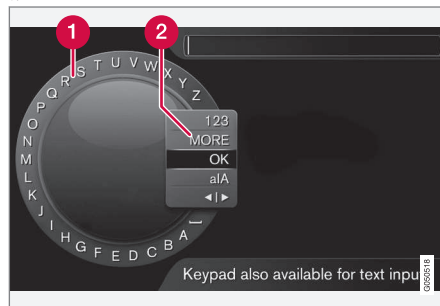 1
2
A B C D E F G H I J K L M N O P Q R S T U V W X Y Z
123
MORE
OK
a|A
◄|►
Keypad also available for text inpu
G050518